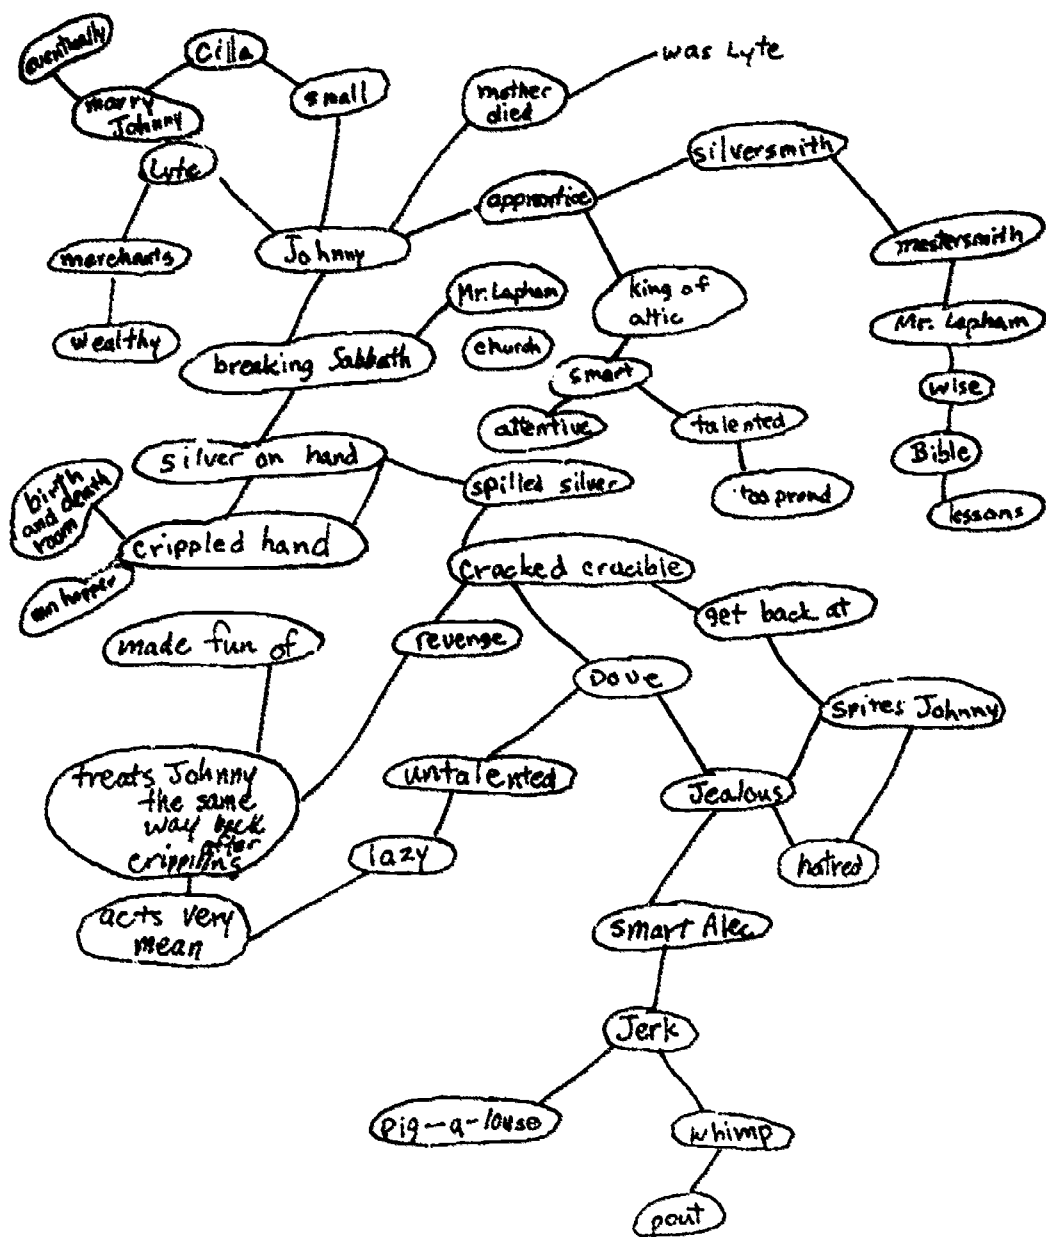 eventually
Cilla
was Lyte
marry
Johnny
small
mother
died
silversmith
Lyte
apprentice
mastersmith
Johnny
merchants
Mr. Lapham
king of
attic
Mr. Lapham
wealthy
breaking Sabbath
church
smart
wise
attentive
talented
Bible
silver on hand
spilled silver
too proud
lessons
birth
and death
room
crippled hand
cracked crucible
get back at
made fun of
revenge
Dove
spites Johnny
treats Johnny
the same
way back
after
crippling
untalented
Jealous
lazy
hatred
acts very
mean
smart Alec
Jerk
pig-a-louse
whimp
pout